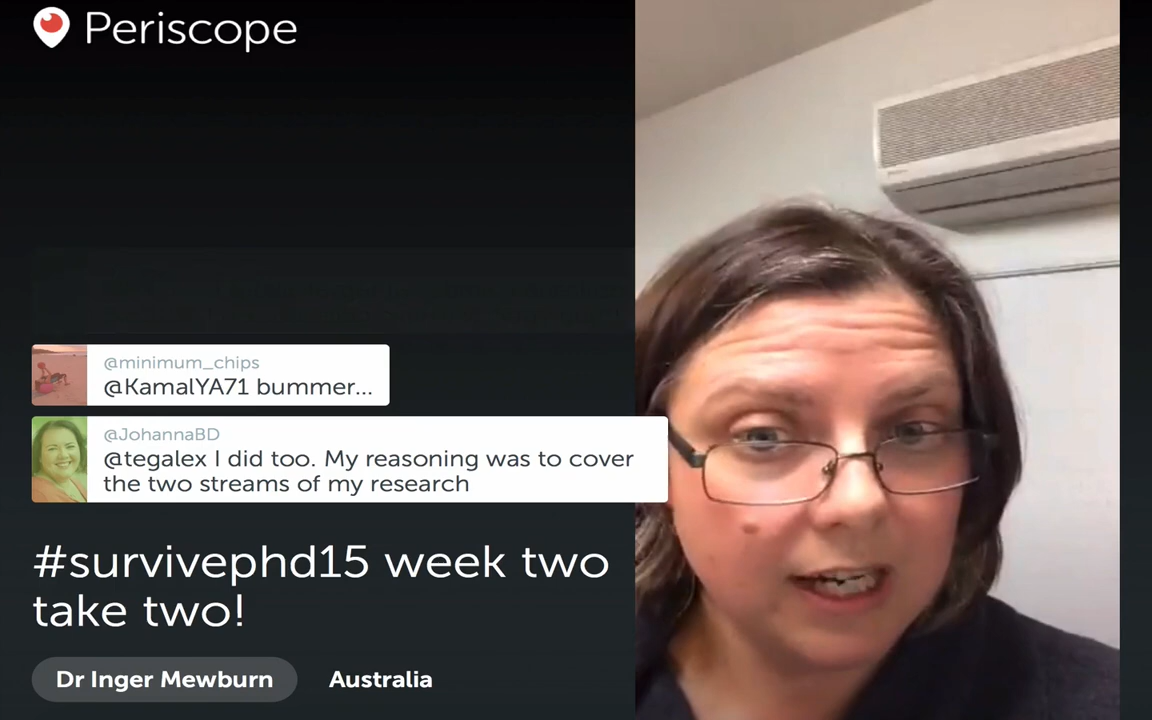 Periscope
@minimum_chips
@KamalYA71 bummer...
@JohannaBD
@tegalex I did too. My reasoning was to cover
the two streams of my research
#survivephd15 week two
take two!
Dr Inger Mewburn
Australia